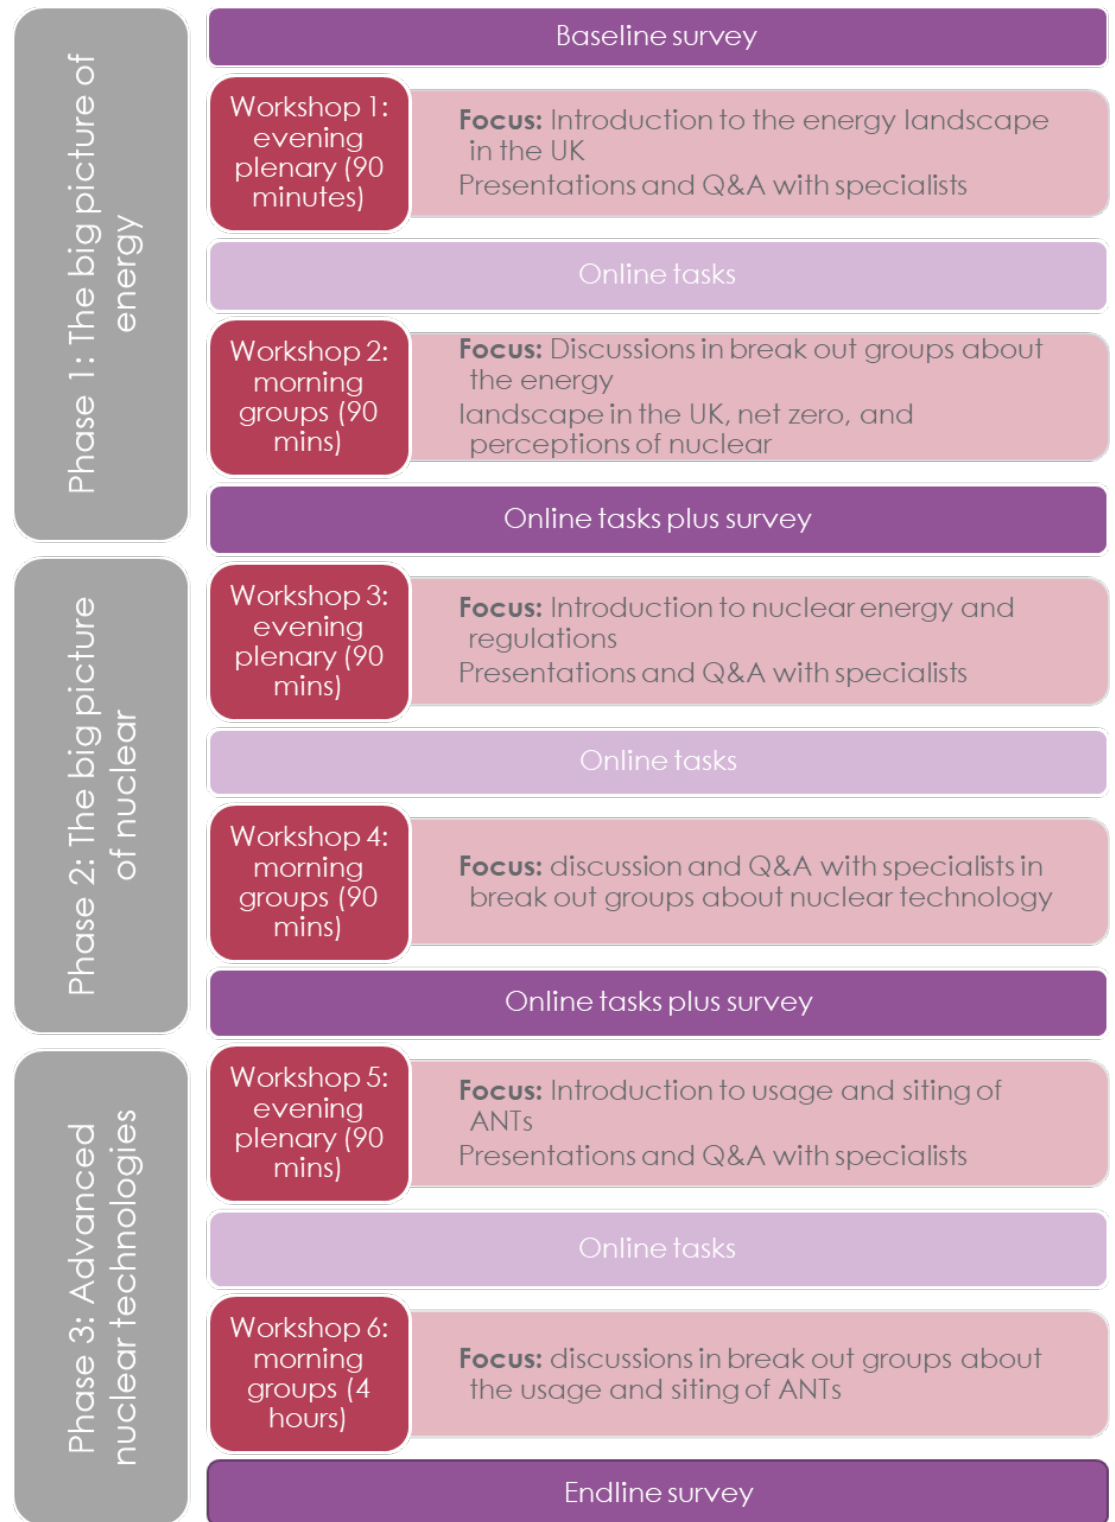 Phase 1: The big picture of
energy
Baseline survey
Workshop 1:
evening
plenary (90
minutes)
Focus: Introduction to the energy landscape
in the UK
Presentations and Q&A with specialists
Online tasks
Workshop 2:
morning
groups (90
mins)
Focus: Discussions in break out groups about
the energy
landscape in the UK, net zero, and
perceptions of nuclear
Online tasks plus survey
Phase 2: The big picture
of nuclear
Workshop 3:
evening
plenary (90
mins)
Focus: Introduction to nuclear energy and
regulations
Presentations and Q&A with specialists
Online tasks
Workshop 4:
morning
groups (90
mins)
Focus: discussion and Q&A with specialists in
break out groups about nuclear technology
Online tasks plus survey
Phase 3: Advanced
nuclear technologies
Workshop 5:
evening
plenary (90
mins)
Focus: Introduction to usage and siting of
ANTs
Presentations and Q&A with specialists
Online tasks
Workshop 6:
morning
groups (4
hours)
Focus: discussions in break out groups about
the usage and siting of ANTs
Endline survey